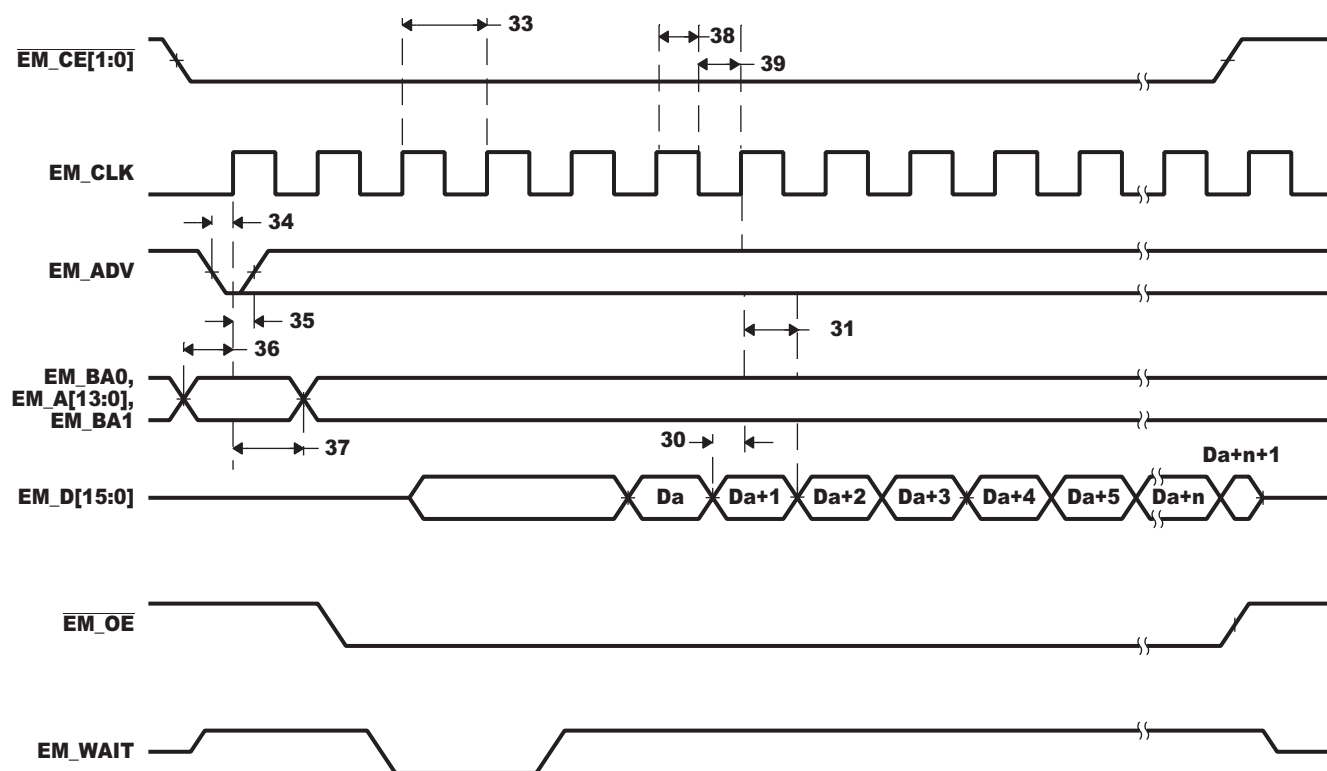 33
38
EM_CE[1:0]
39
EM_CLK
34
EM_ADV
35
31
36
EM_BA0,
EM_A[13:0],
EM_BA1
37
30
Da+n+1
EM_D[15:0]
Da
Da+1
Da+2
Da+3
Da+4
Da+5
Da+n
EM_OE
EM_WAIT